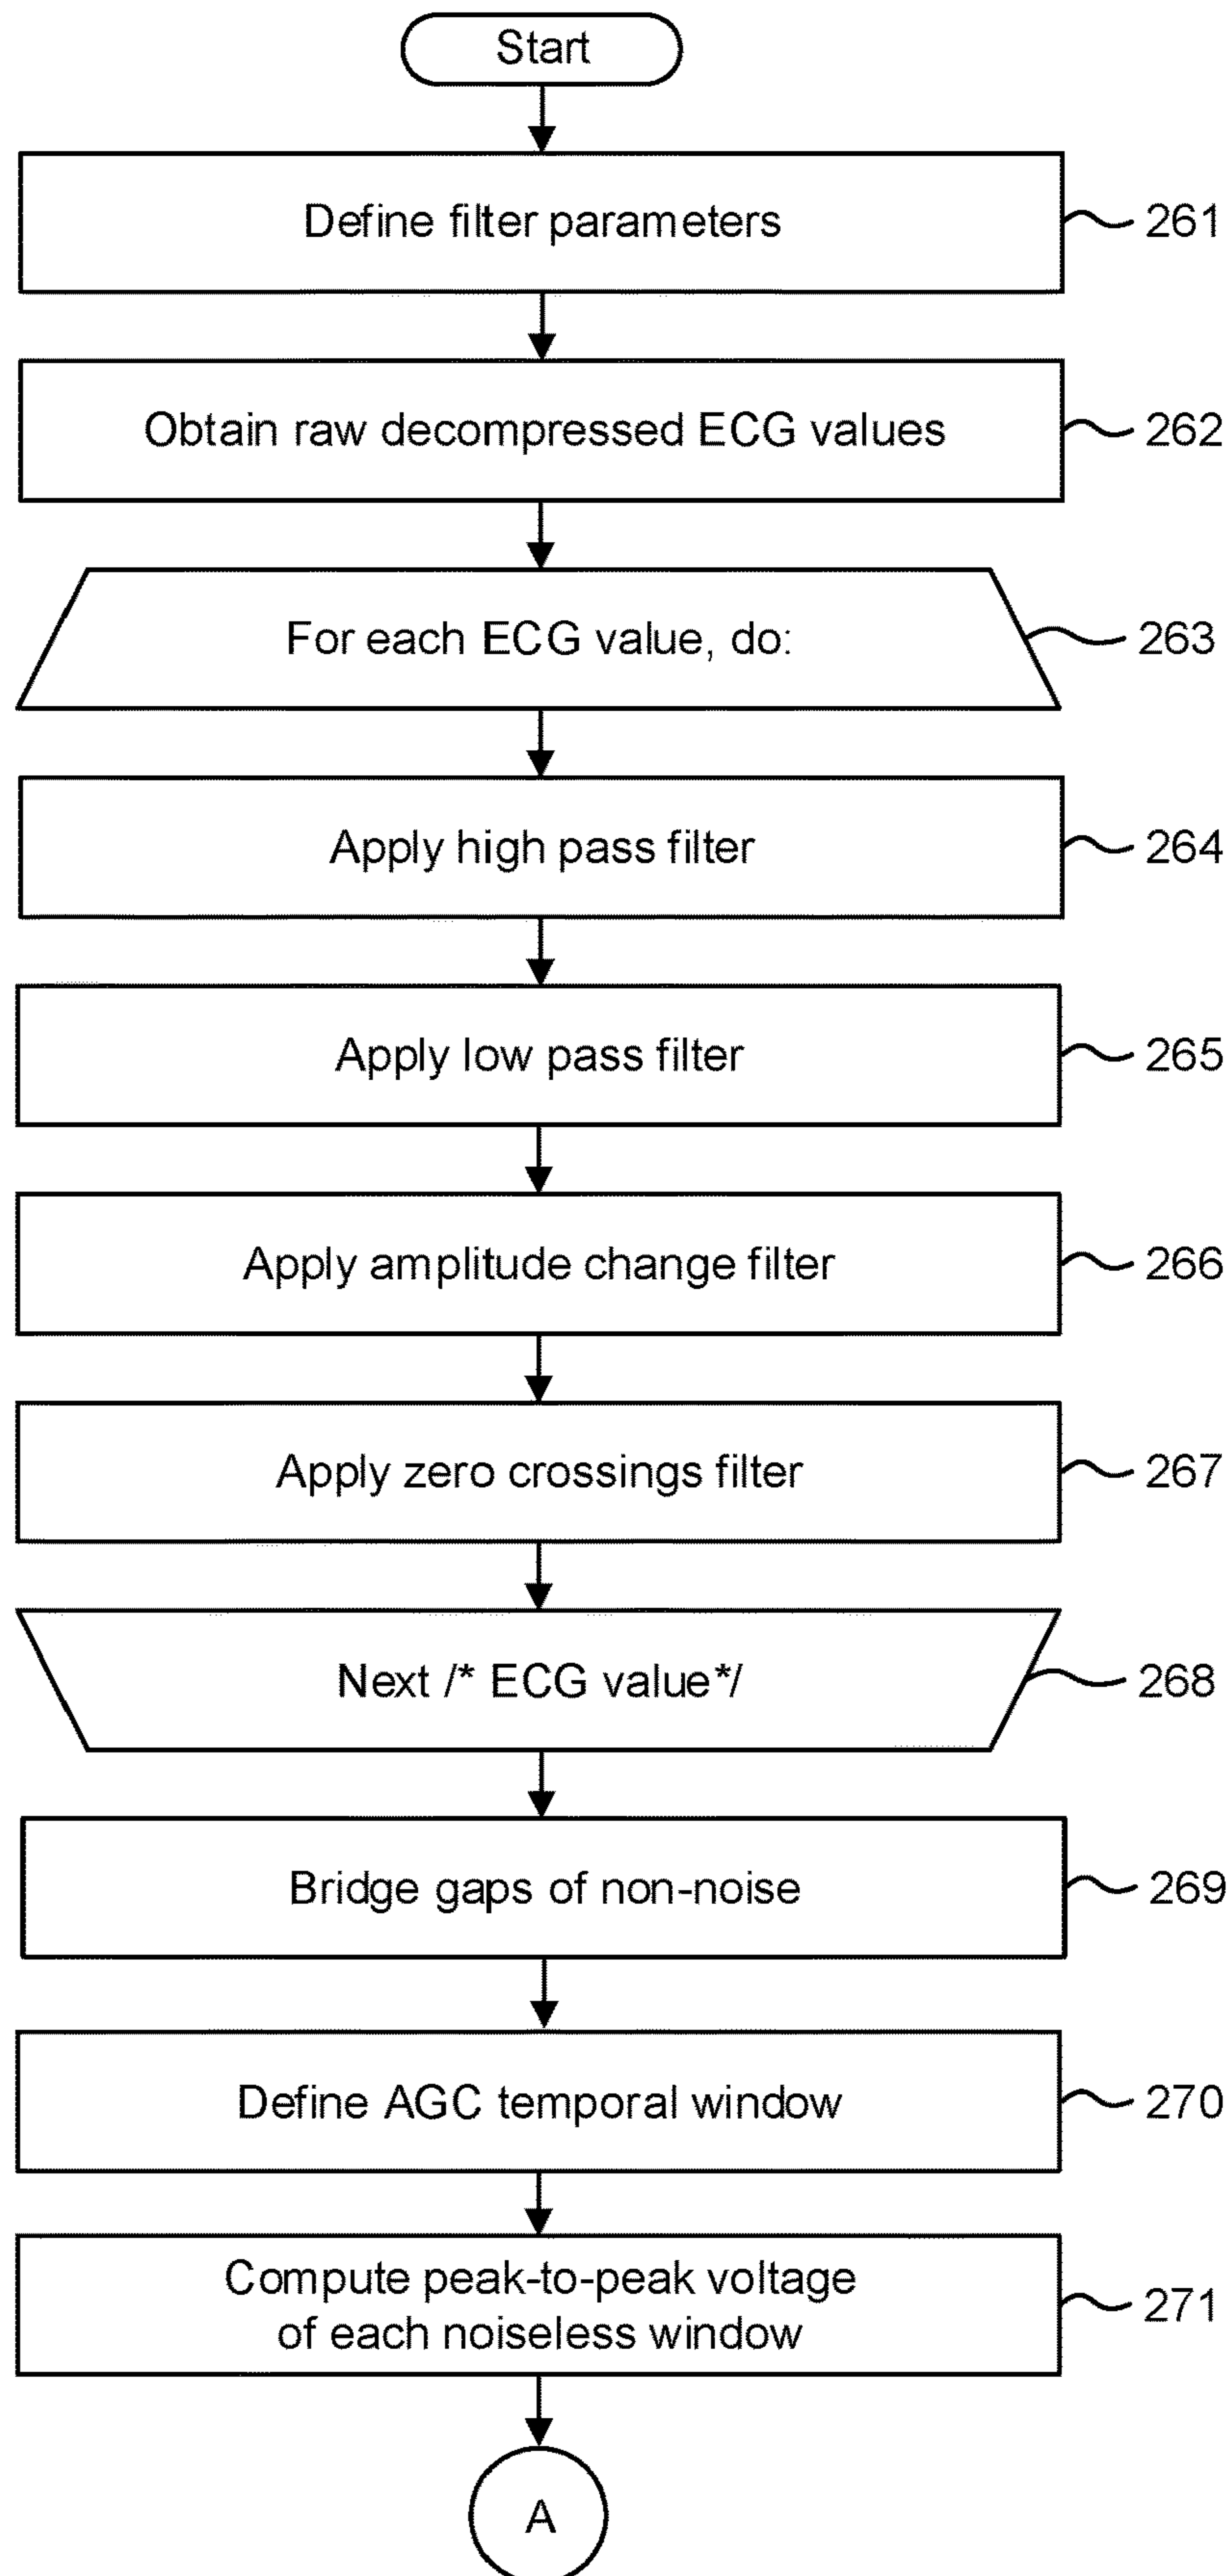 Start
Define filter parameters
261
Obtain raw decompressed ECG values
262
For each ECG value, do:
263
Apply high pass filter
264
Apply low pass filter
265
Apply amplitude change filter
266
Apply zero crossings filter
267
Next /* ECG value*/
268
Bridge gaps of non-noise
269
Define AGC temporal window
270
Compute peak-to-peak voltage
of each noiseless window
271
A